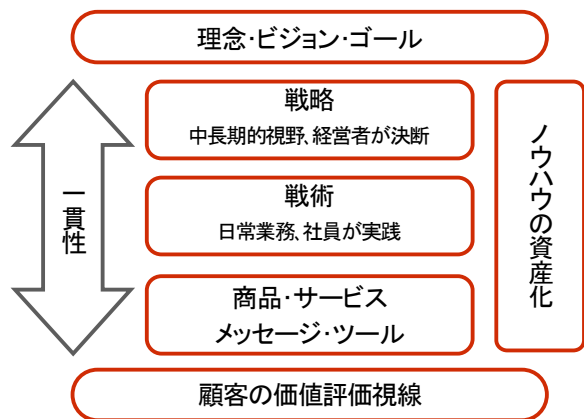 理念・ビジョン・ゴール
戦略
中長期的視野、経営者が決断
戦術
日常業務、社員が実践
商品・サービス
メッセージ・ツール
一貫性
ノウハウの資産化
顧客の価値評価視線